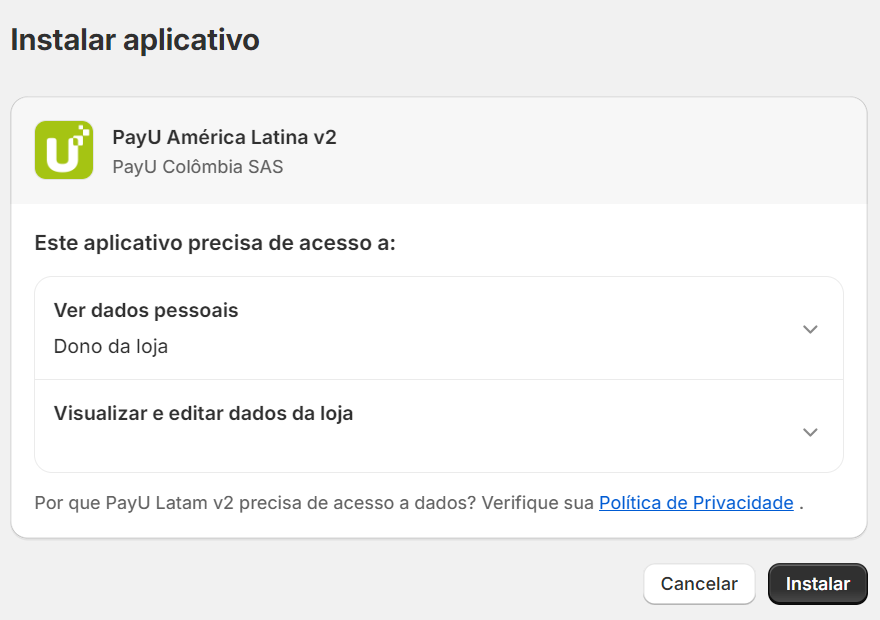 Instalar aplicativo
PayU América Latina v2
PayU Colômbia SAS
Este aplicativo precisa de acesso a:
Ver dados pessoais
Dono da loja
Visualizar e editar dados da loja
Por que PayU Latam v2 precisa de acesso a dados? Verifique sua Política de Privacidade .
Cancelar
Instalar